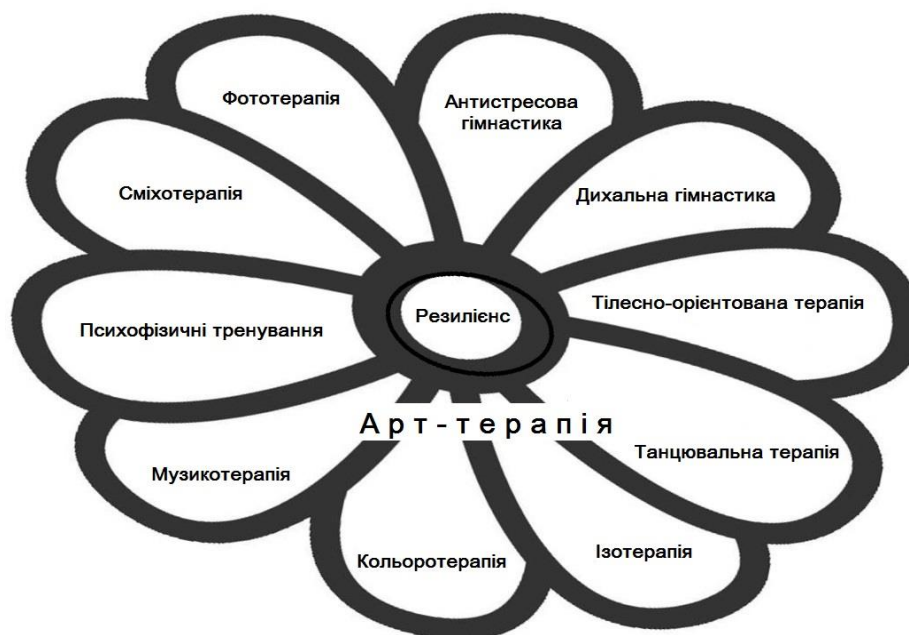 Фототерапія
Антистресова
гімнастика
Сміхотерапія
Дихальна гімнастика
Психофізичні тренування
Резилієнс
Тілесно-орієнтована терапія
Арт-терапія
Музикотерапія
Танцювальна терапія
Кольоротерапія
Ізотерапія